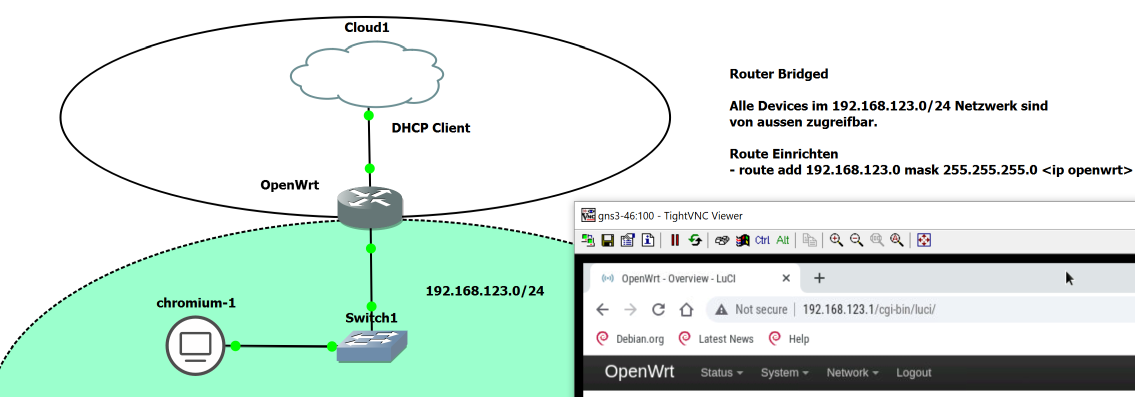 Cloud1
DHCP Client
OpenWrt
Router Bridged
Alle Devices im 192.168.123.0/24 Netzwerk sind
von aussen zugreifbar.
Route Einrichten
- route add 192.168.123.0 mask 255.255.255.0 <ip openwrt>
192.168.123.0/24
chromium-1
Switch1
gns3-46:100 - TightVNC Viewer
Ctrl Alt
OpenWrt - Overview - LuCI
Not secure | 192.168.123.1/cgi-bin/luci/
Debian.org Latest News Help
OpenWrt Status System Network Logout